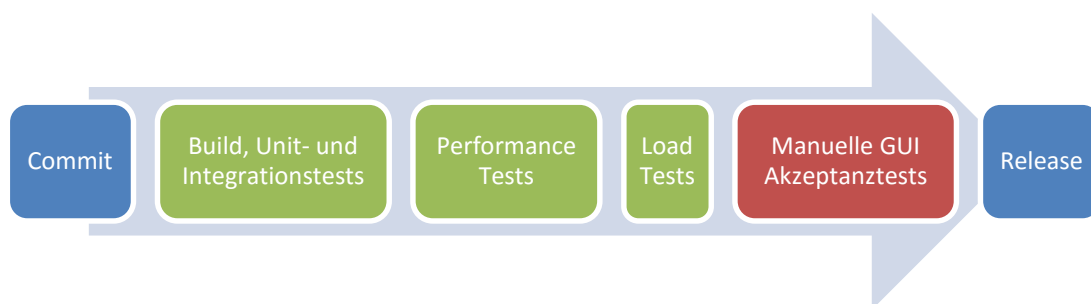 Commit
Build, Unit- und
Integrationstests
Performance
Tests
Load
Tests
Manuelle GUI
Akzeptanztests
Release